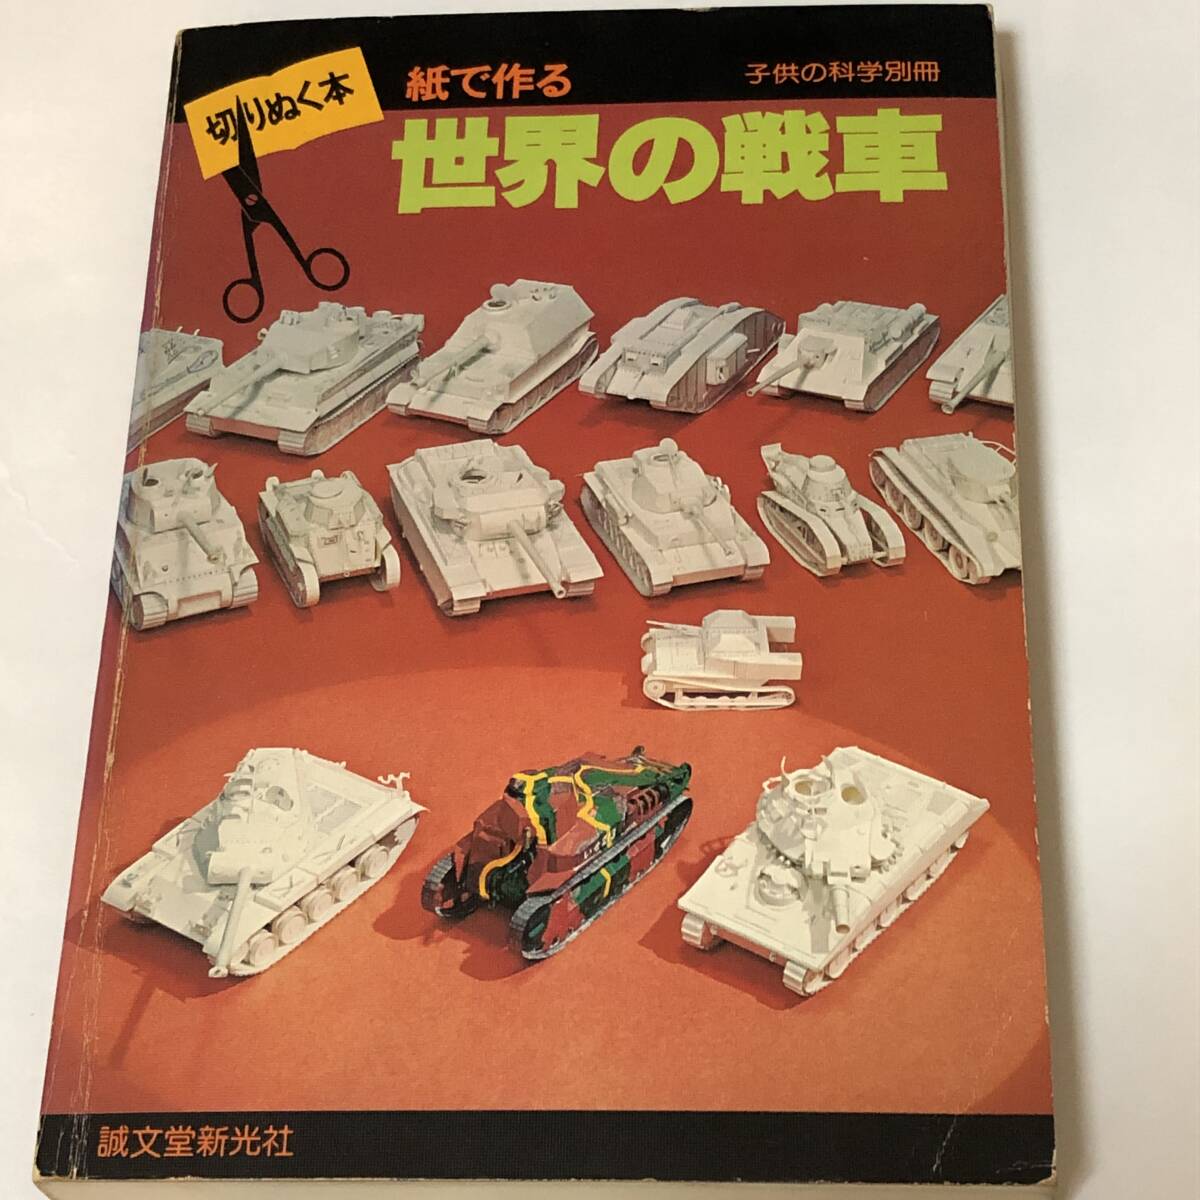 切りぬく本
紙で作る
子供の科学別冊
世界の戦車
誠文堂新光社